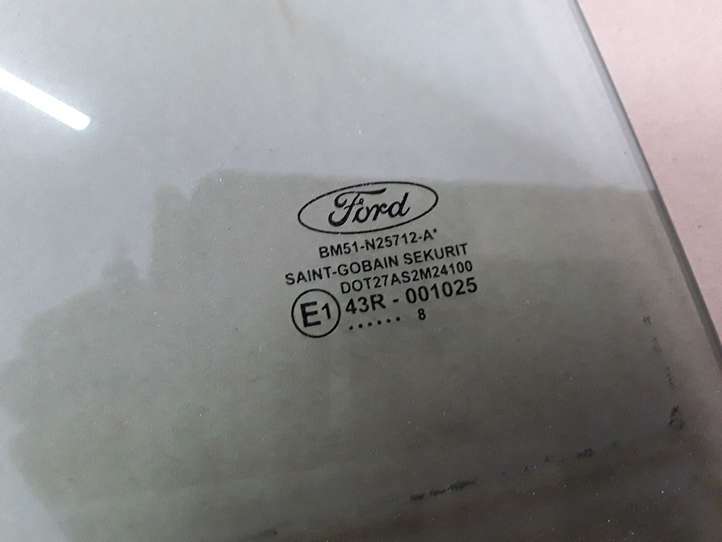 Ford
BM51-N25712-A*
SAINT-GOBAIN SEKURIT
DOT27AS2M24100
E1 43R - 001025
...... 8